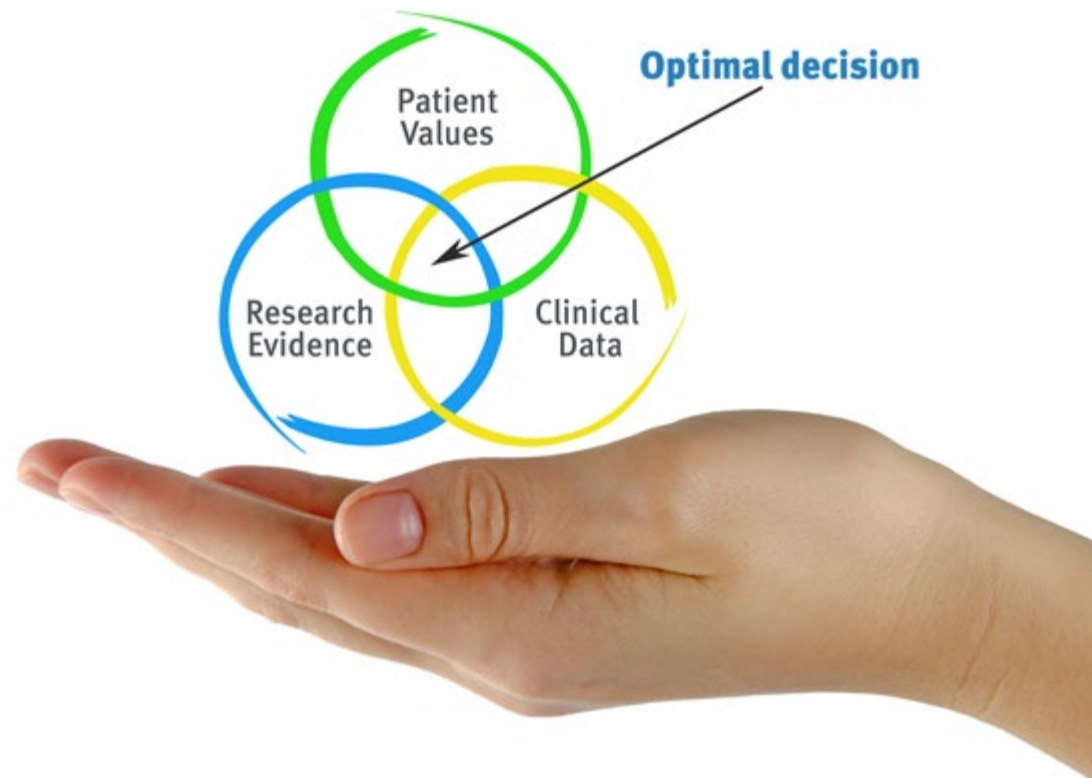 Optimal decision
Patient
Values
Research
Evidence
Clinical
Data